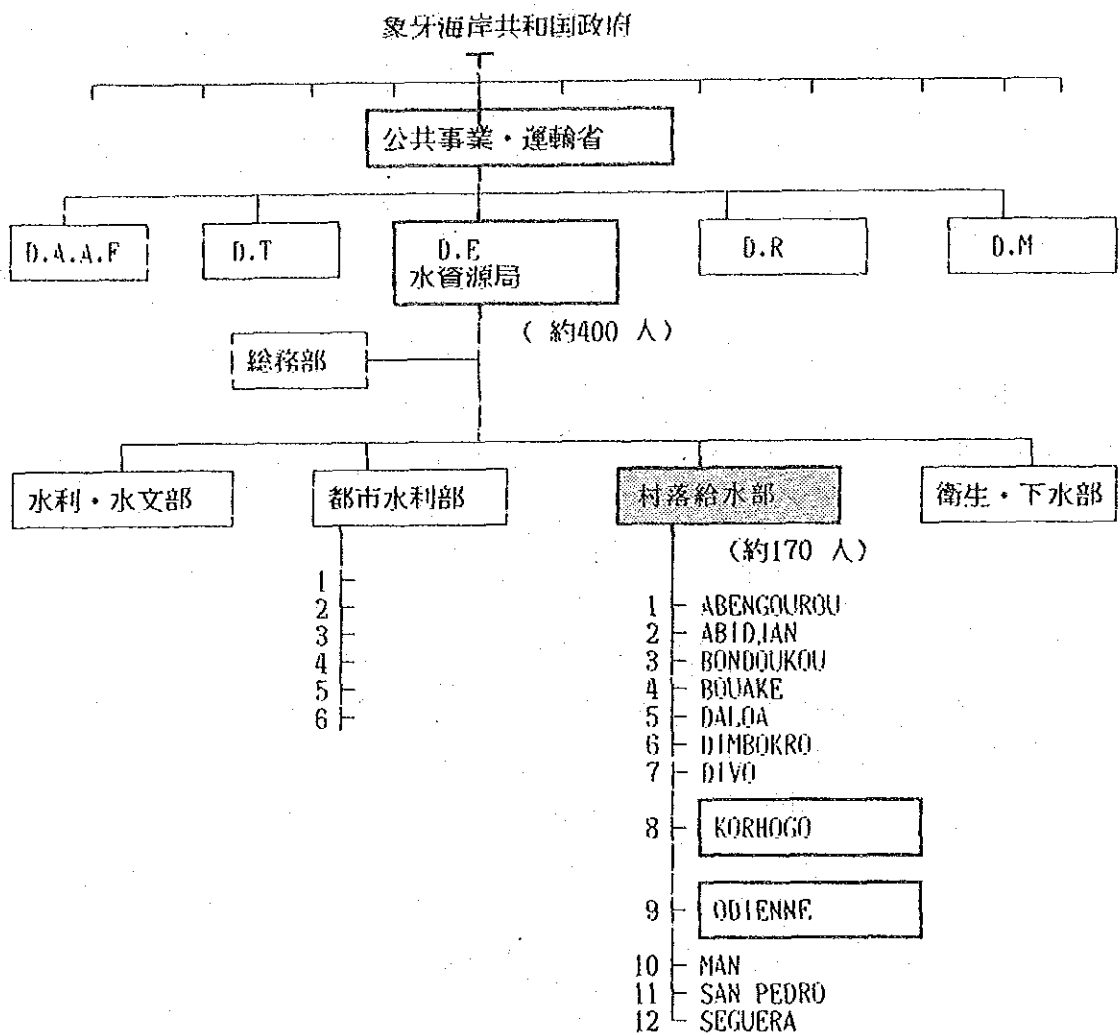 象牙海岸共和国政府
公共事業・運輸省
D.A.A.F
D.T
D.E
水資源局
D.R
D.M
(約400 人)
総務部
水利・水文部
都市水利部
村落給水部
衛生・下水部
(約170 人)
1
2
3
4
5
6
1 ABENGOUROU
2 ABIDJAN
3 BONDOUKOU
4 BOUAKE
5 DALOA
6 DIMBOKRO
7 DIVO
8 KORHOGO
9 ODIENNE
10 MAN
11 SAN PEDRO
12 SEGUERA